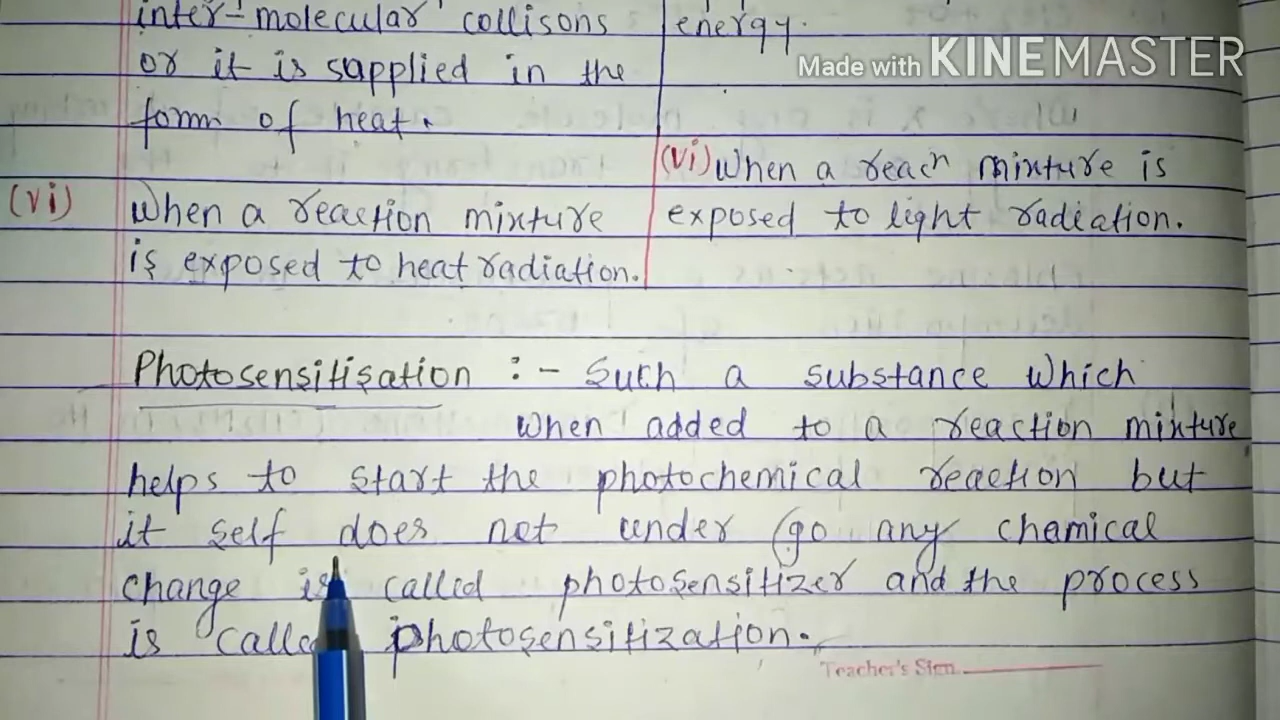 inter-molecular collisons
or it is sapplied in the
form of heat.
(vi) When a reaction mixture
is exposed to heat radiation.
energy.
(vi) When a reacn mixture is
exposed to light radiation.
Made with KINEMASTER
Photosensitisation :- Such a substance which
when added to a reaction mixture
helps to start the photochemical reaction but
it self does not under go any chemical
change is called photosensitizer and the process
is called photosensitization.
Teacher's Sign